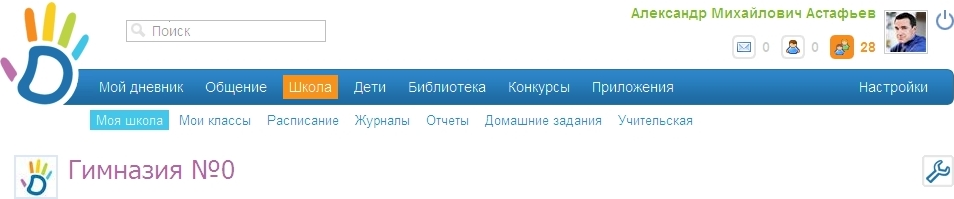 Александр Михайлович Астафьев
Поиск
0 0 28
Мой дневник Общение Школа Дети Библиотека Конкурсы Приложения Настройки
Моя школа Мои классы Расписание Журналы Отчеты Домашние задания Учительская
Гимназия №0